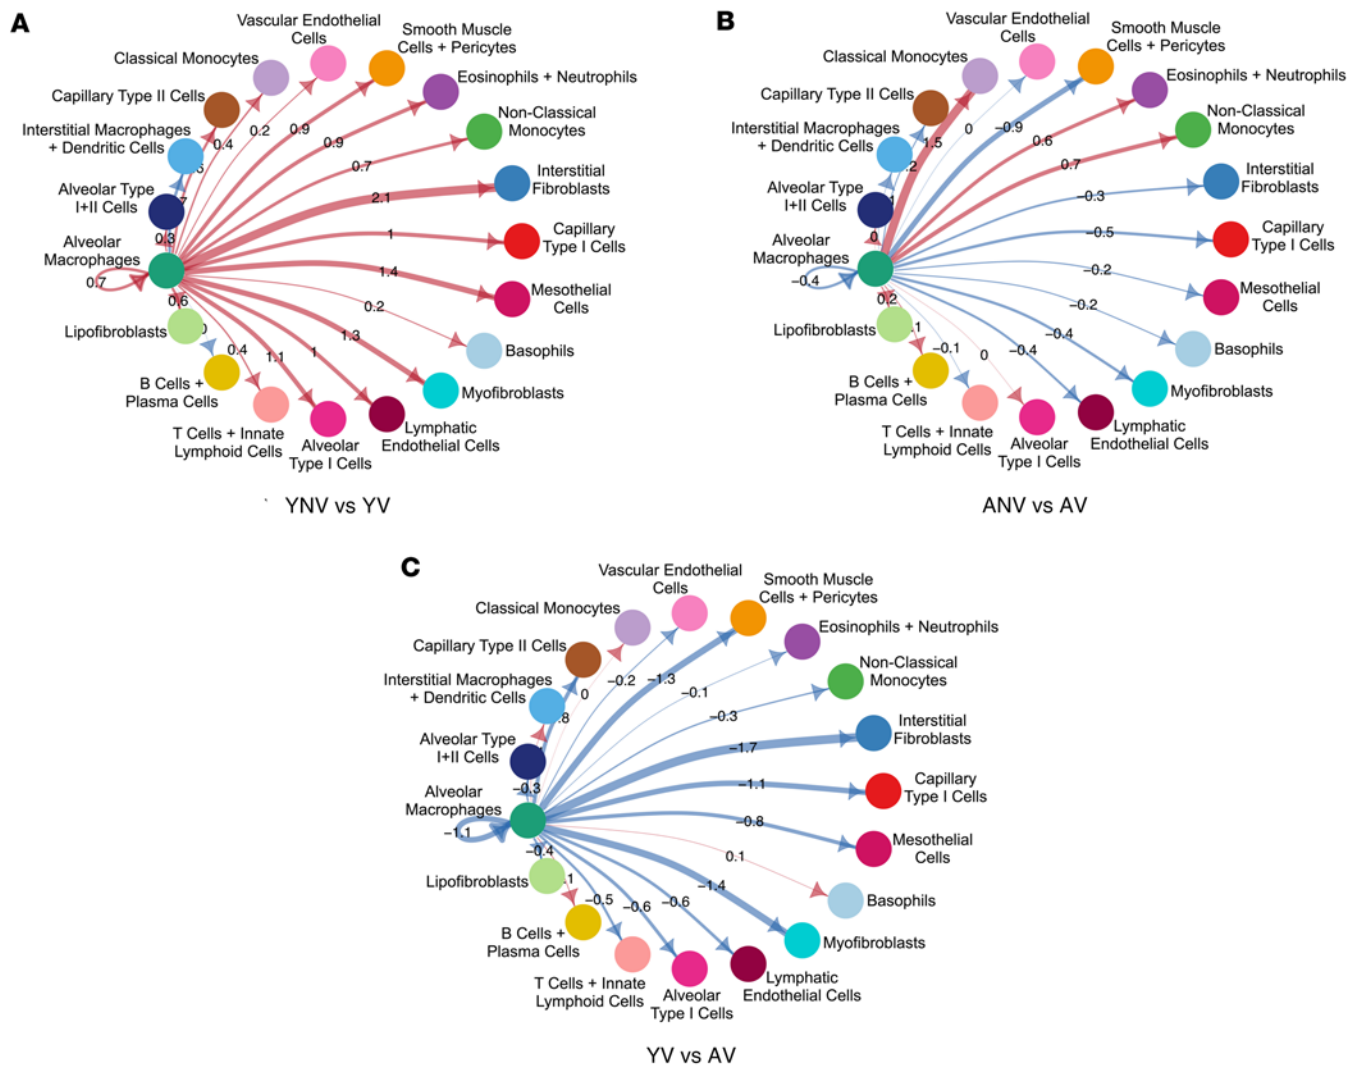 A
Vascular Endothelial
Cells
Smooth Muscle
Cells + Pericytes
Classical Monocytes
Eosinophils + Neutrophils
Capillary Type II Cells
Non-Classical
Monocytes
Interstitial Macrophages
+ Dendritic Cells
Interstitial
Fibroblasts
Alveolar Type
I+II Cells
Capillary
Type I Cells
Alveolar
Macrophages
Mesothelial
Cells
Lipofibroblasts
Basophils
B Cells +
Plasma Cells
Myofibroblasts
T Cells + Innate
Lymphoid Cells
Alveolar
Type I Cells
Lymphatic
Endothelial Cells
0.4
0.2
0.9
0.9
0.7
2.1
1
1.4
0.2
1.3
1
1.1
0.4
0.6
0.7
0.3
YNV vs YV
B
Vascular Endothelial
Cells
Smooth Muscle
Cells + Pericytes
Classical Monocytes
Eosinophils + Neutrophils
Capillary Type II Cells
Non-Classical
Monocytes
Interstitial Macrophages
+ Dendritic Cells
Interstitial
Fibroblasts
Alveolar Type
I+II Cells
Capillary
Type I Cells
Alveolar
Macrophages
Mesothelial
Cells
Lipofibroblasts
Basophils
B Cells +
Plasma Cells
Myofibroblasts
T Cells + Innate
Lymphoid Cells
Alveolar
Type I Cells
Lymphatic
Endothelial Cells
1.5
0
−0.9
0.6
0.7
−0.3
−0.5
−0.2
−0.2
−0.4
−0.4
0
−0.1
0.2
−0.4
0
ANV vs AV
C
Vascular Endothelial
Cells
Smooth Muscle
Cells + Pericytes
Classical Monocytes
Eosinophils + Neutrophils
Capillary Type II Cells
Non-Classical
Monocytes
Interstitial Macrophages
+ Dendritic Cells
Interstitial
Fibroblasts
Alveolar Type
I+II Cells
Capillary
Type I Cells
Alveolar
Macrophages
Mesothelial
Cells
Lipofibroblasts
Basophils
B Cells +
Plasma Cells
Myofibroblasts
T Cells + Innate
Lymphoid Cells
Alveolar
Type I Cells
Lymphatic
Endothelial Cells
0
−0.2
−1.3
−0.1
−0.3
−1.7
−1.1
−0.8
0.1
−1.4
−0.6
−0.6
−0.5
−0.4
−1.1
−0.3
YV vs AV